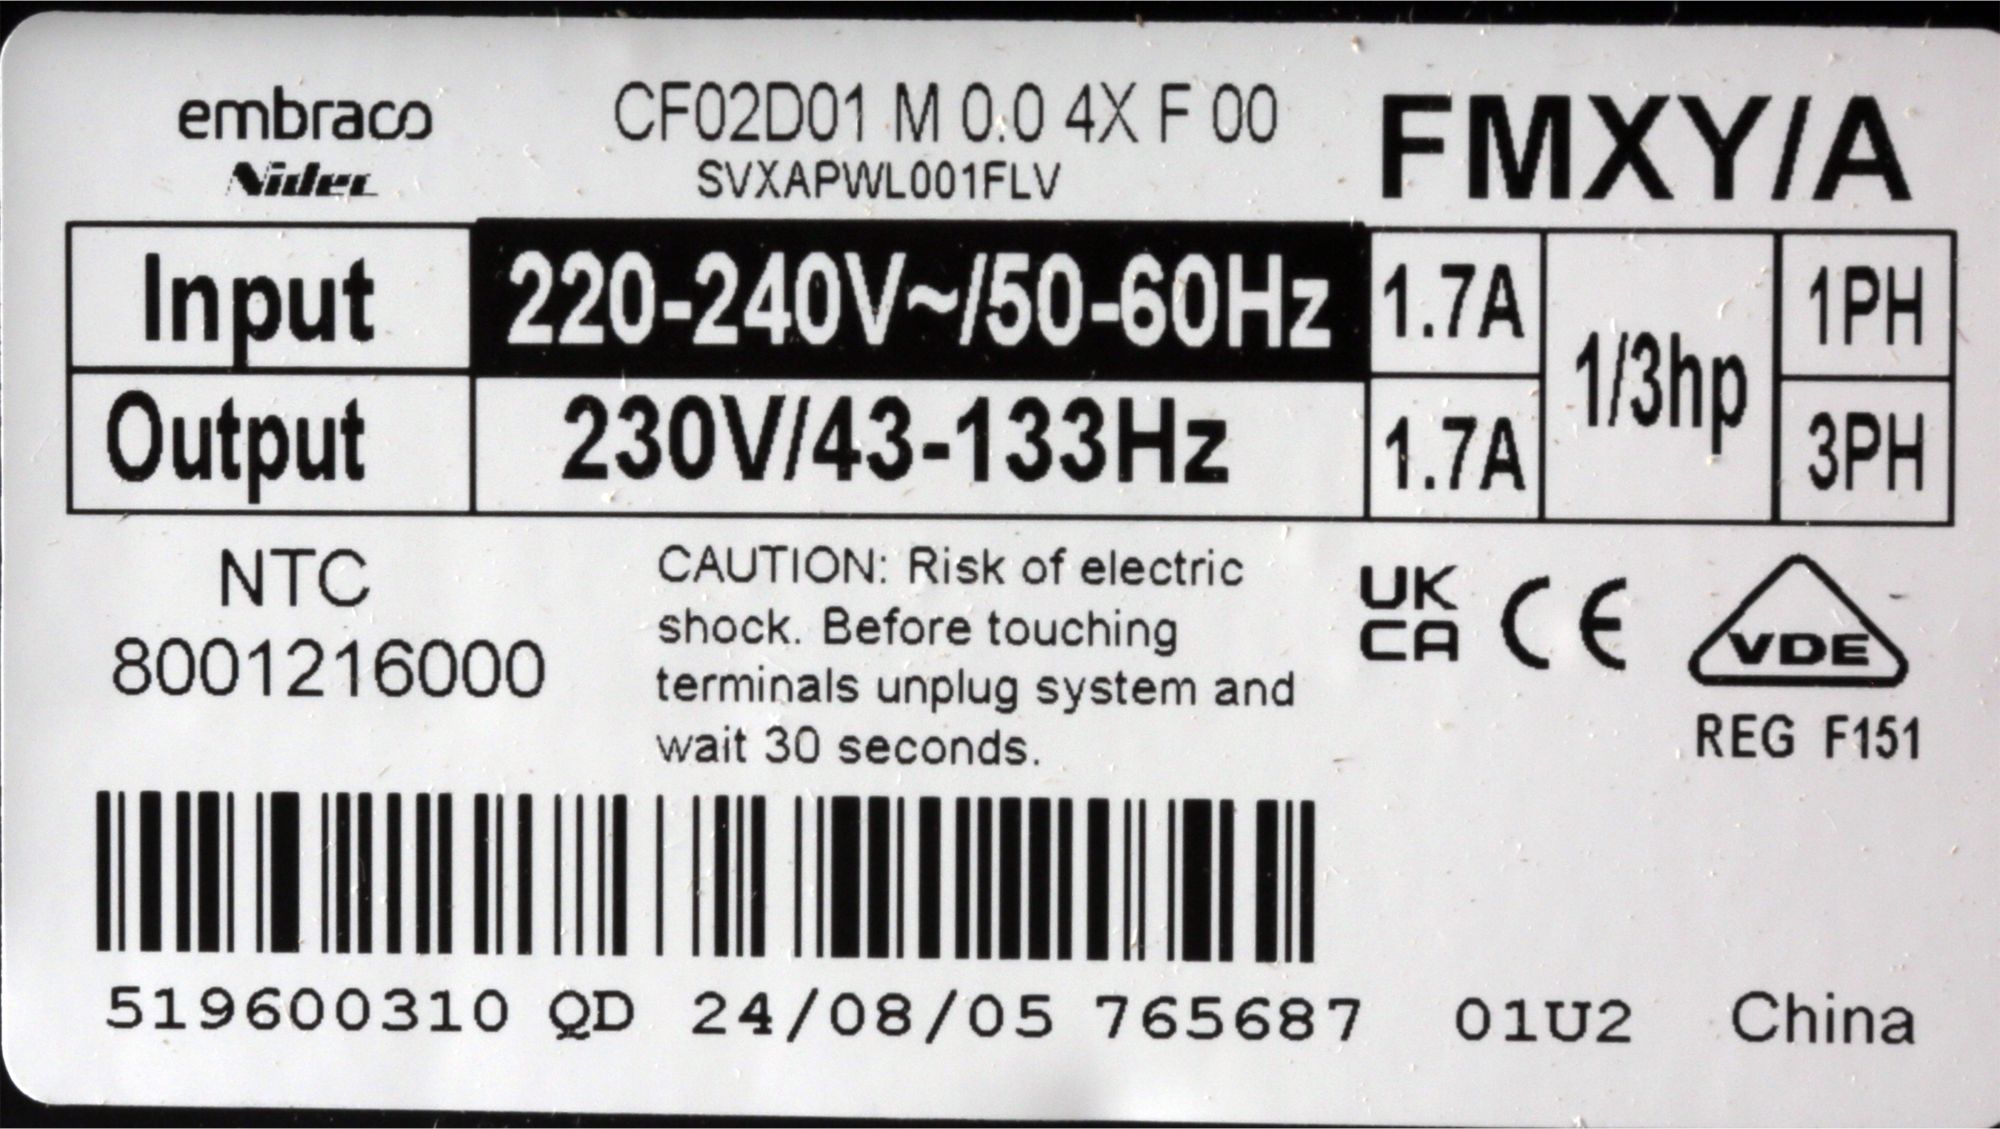 embraco
Nidec
CF02D01 M 0.0 4X F 00
SVXAPWL001FLV
FMXY/A
Input 220-240V~/50-60Hz 1.7A 1/3hp 1PH
Output 230V/43-133Hz 1.7A 3PH
NTC
8001216000
CAUTION: Risk of electric
shock. Before touching
terminals unplug system and
wait 30 seconds.
UK
CA
CE
VDE
REG F151
519600310 QD 24/08/05 765687 01U2 China